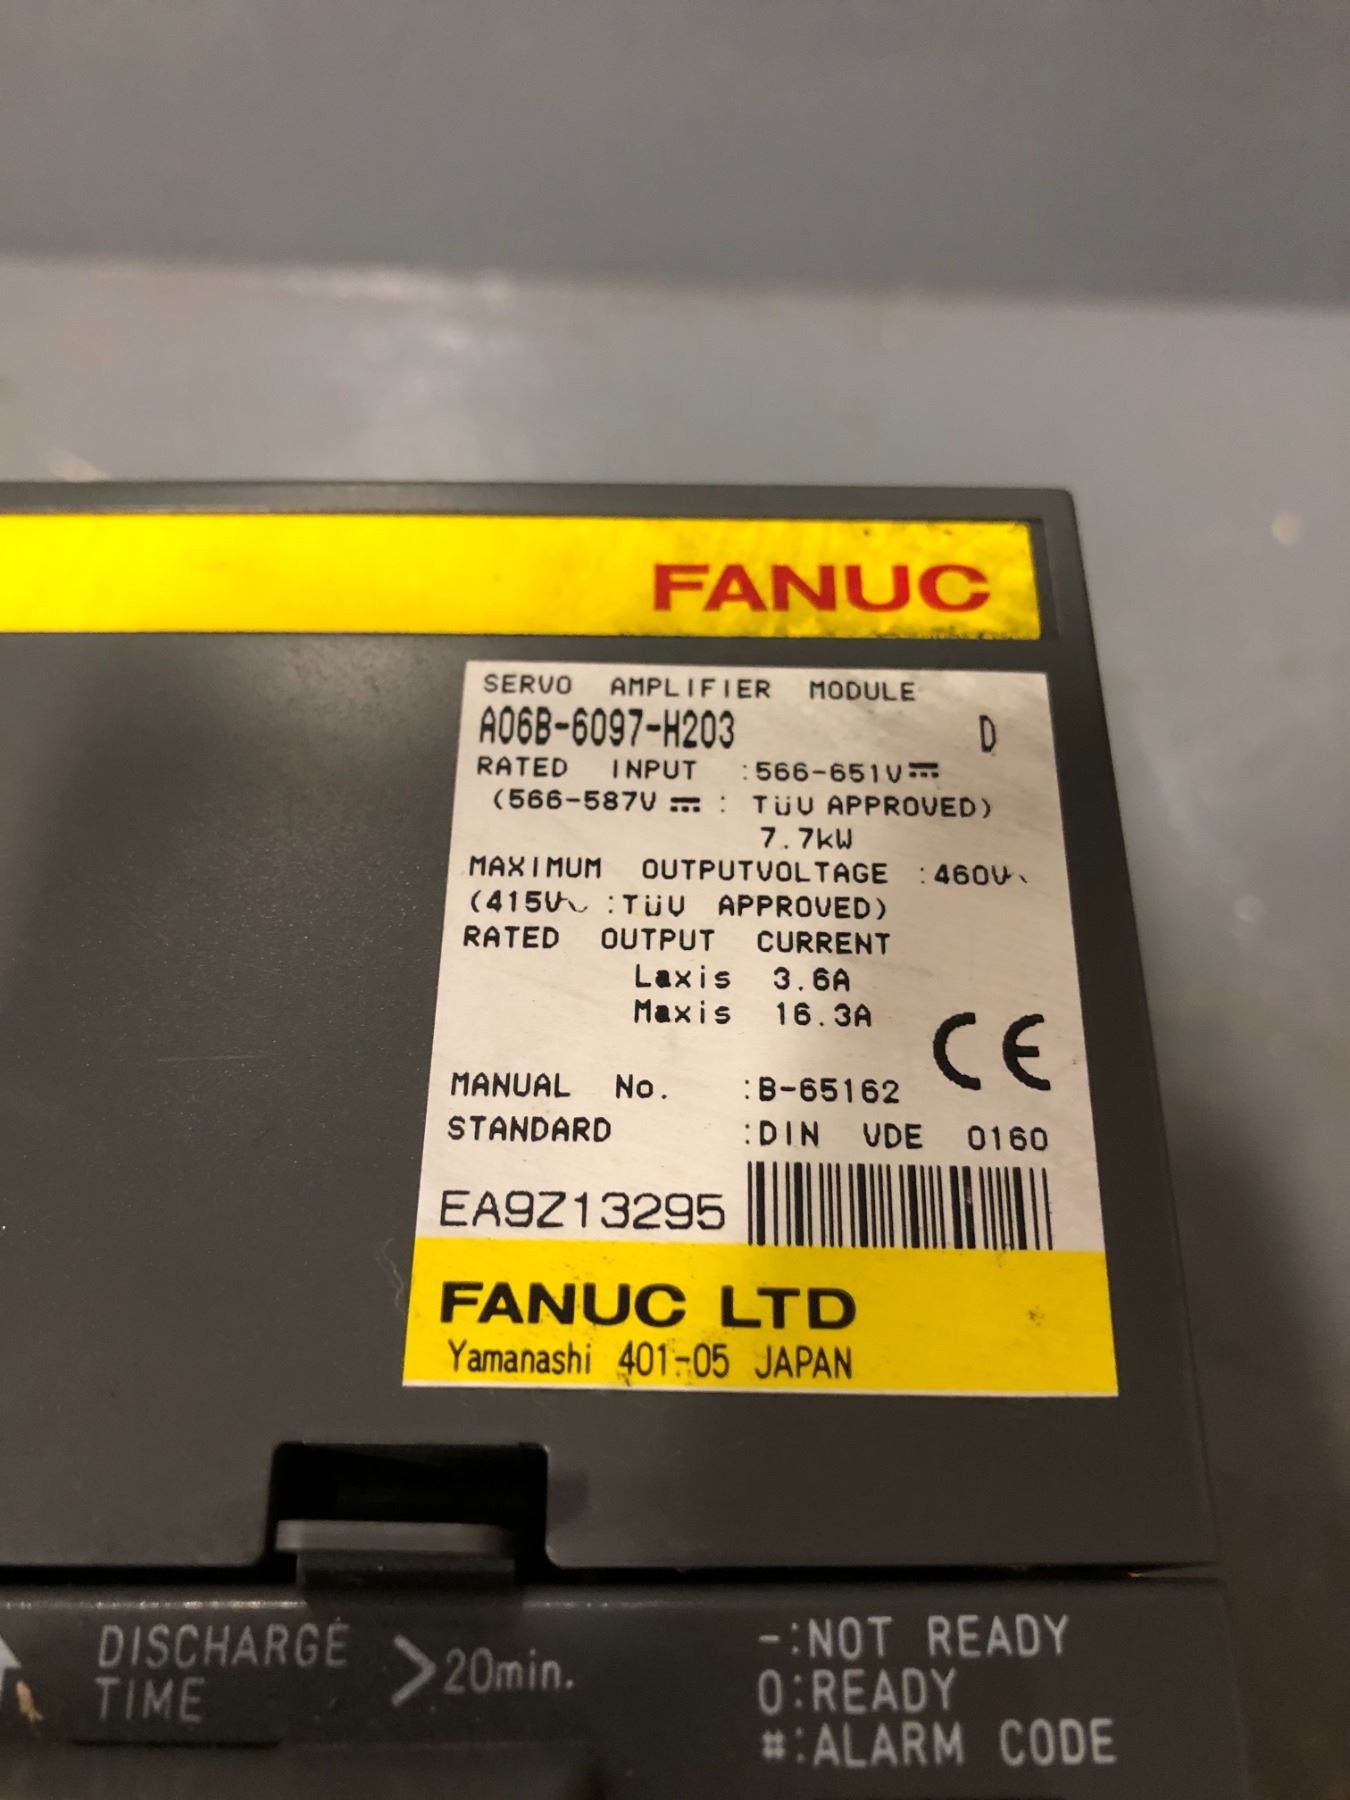 FANUC
SERVO AMPLIFIER MODULE
A06B-6097-H203 D
RATED INPUT :566-651V⎓
(566-587V⎓ : TüV APPROVED)
7.7kW
MAXIMUM OUTPUTVOLTAGE :460V~
(415V~ :TüV APPROVED)
RATED OUTPUT CURRENT
Laxis 3.6A
Maxis 16.3A
CE
MANUAL No. :B-65162
STANDARD :DIN VDE 0160
EA9Z13295
FANUC LTD
Yamanashi 401-05 JAPAN
DISCHARGE TIME >20min.
-:NOT READY
0:READY
#:ALARM CODE